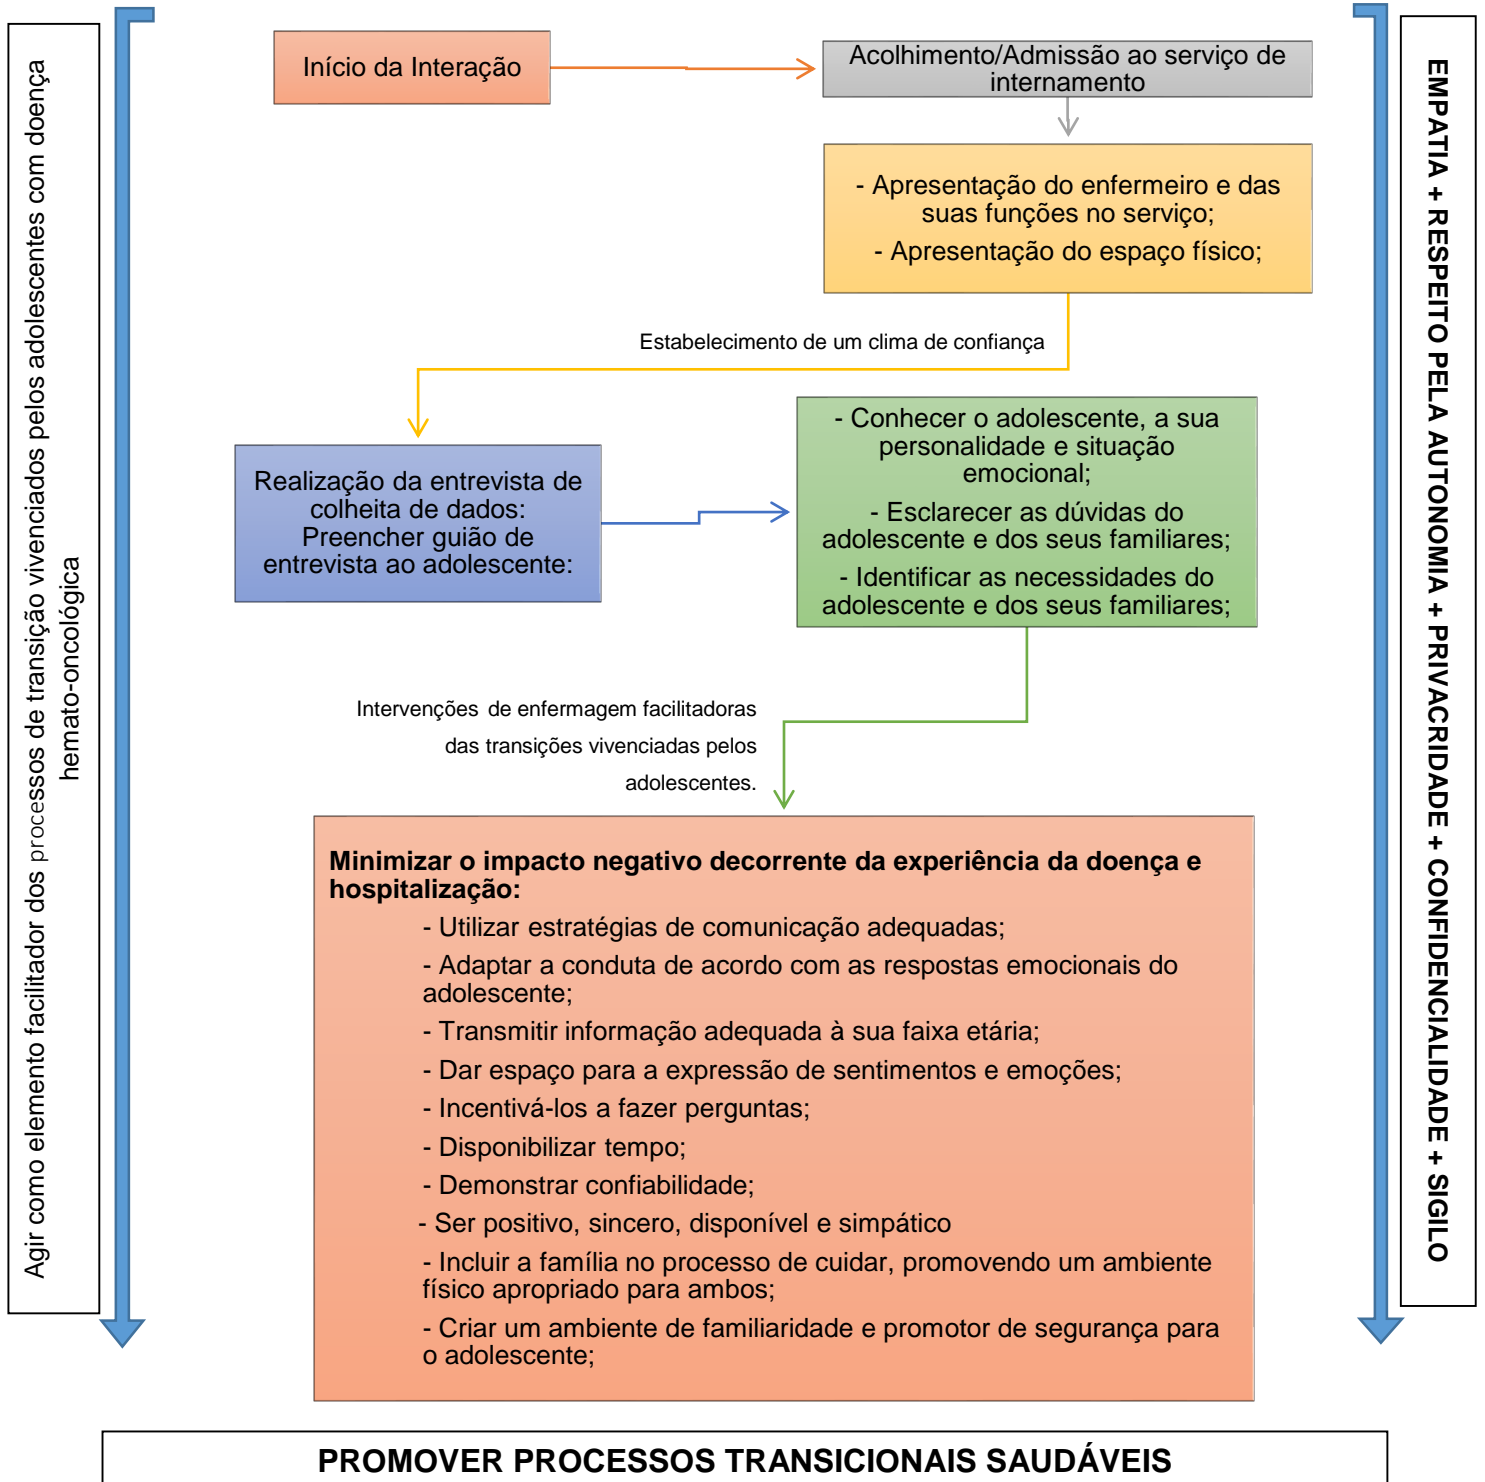 Agir como elemento facilitador dos processos de transição vivenciados pelos adolescentes com doença
hemato-oncológica
Início da Interação
Acolhimento/Admissão ao serviço de
internamento
- Apresentação do enfermeiro e das
suas funções no serviço;
- Apresentação do espaço físico;
Estabelecimento de um clima de confiança
Realização da entrevista de
colheita de dados:
Preencher guião de
entrevista ao adolescente:
- Conhecer o adolescente, a sua
personalidade e situação
emocional;
- Esclarecer as dúvidas do
adolescente e dos seus familiares;
- Identificar as necessidades do
adolescente e dos seus familiares;
Intervenções de enfermagem facilitadoras
das transições vivenciadas pelos
adolescentes.
Minimizar o impacto negativo decorrente da experiência da doença e
hospitalização:
- Utilizar estratégias de comunicação adequadas;
- Adaptar a conduta de acordo com as respostas emocionais do
adolescente;
- Transmitir informação adequada à sua faixa etária;
- Dar espaço para a expressão de sentimentos e emoções;
- Incentivá-los a fazer perguntas;
- Disponibilizar tempo;
- Demonstrar confiabilidade;
- Ser positivo, sincero, disponível e simpático
- Incluir a família no processo de cuidar, promovendo um ambiente
físico apropriado para ambos;
- Criar um ambiente de familiaridade e promotor de segurança para
o adolescente;
EMPATIA + RESPEITO PELA AUTONOMIA + PRIVACRIDADE + CONFIDENCIALIDADE + SIGILO
PROMOVER PROCESSOS TRANSICIONAIS SAUDÁVEIS